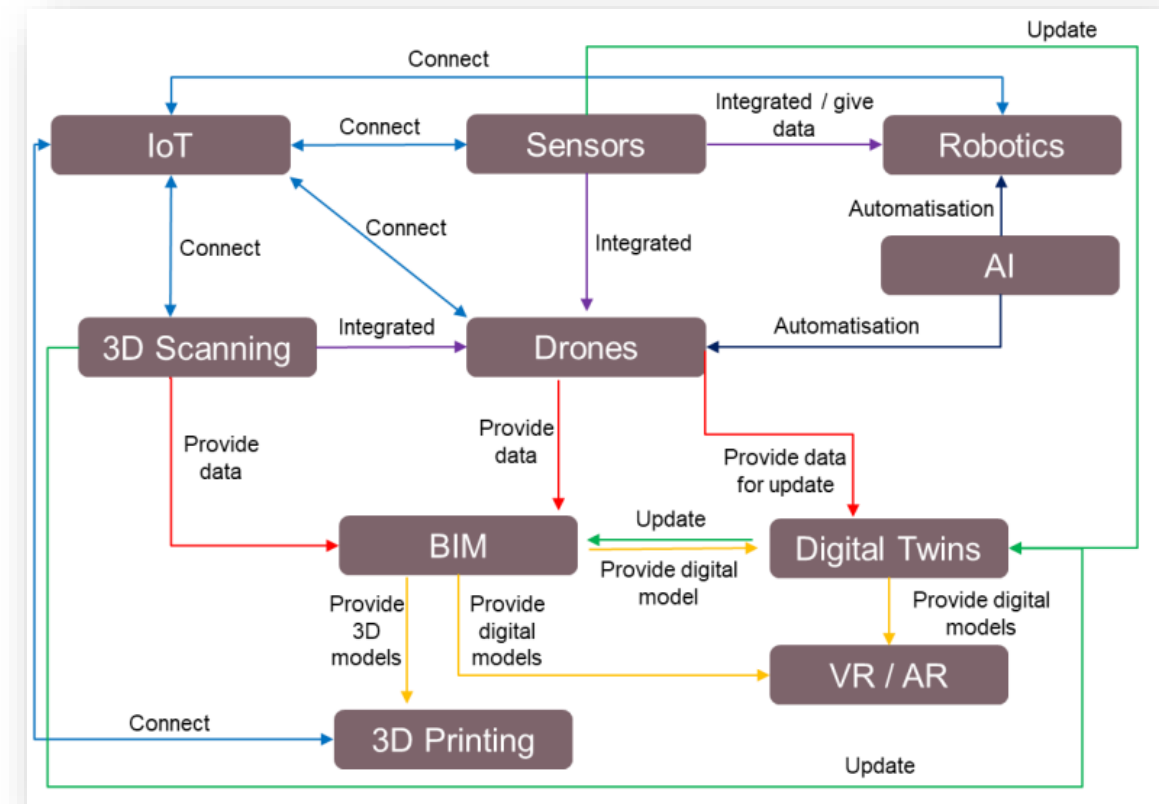 Update
Connect
Integrated / give
data
Connect
IoT
Sensors
Robotics
Automatisation
Connect
Connect
Integrated
AI
Integrated
Automatisation
3D Scanning
Drones
Provide
data
Provide
data
Provide data
for update
Update
BIM
Digital Twins
Provide digital
model
Provide
3D
models
Provide
digital
models
Provide digital
models
VR / AR
Connect
3D Printing
Update